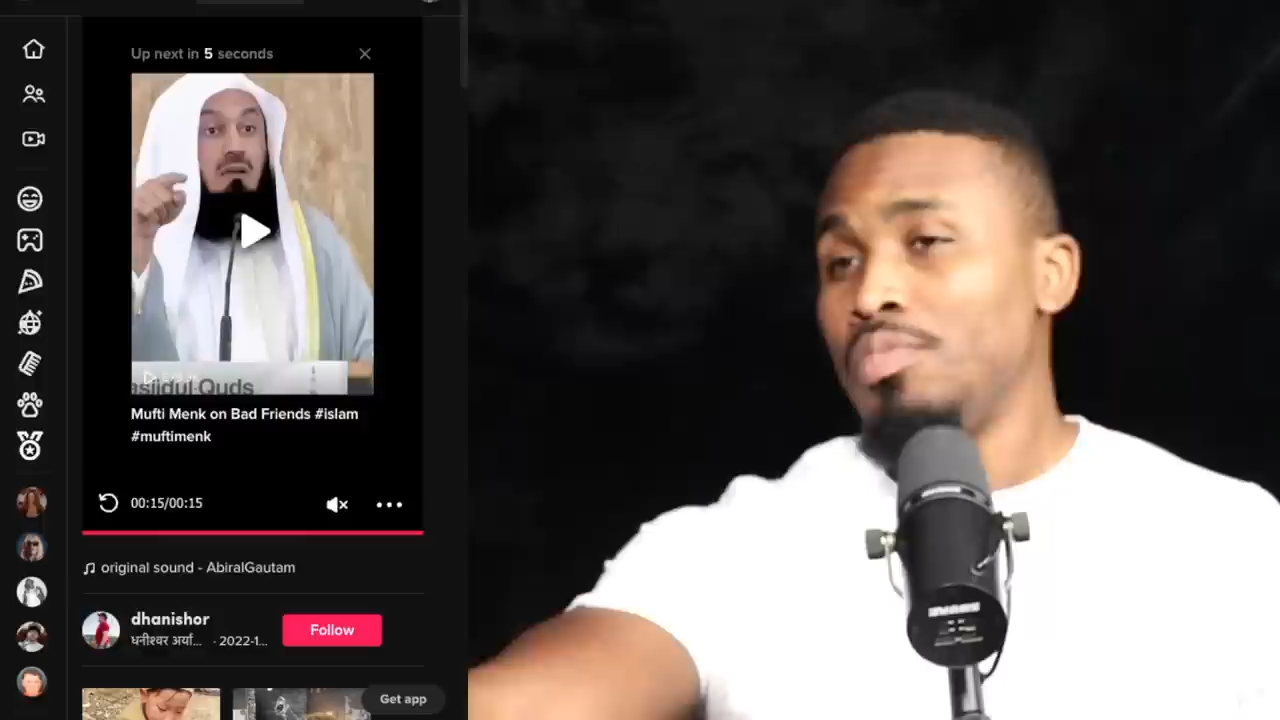 Up next in 5 seconds
asjidul Quds
Mufti Menk on Bad Friends #islam
#muftimenk
00:15/00:15
original sound - AbiralGautam
dhanishor
धनीश्वर अर्या... · 2022-1...
Follow
Get app